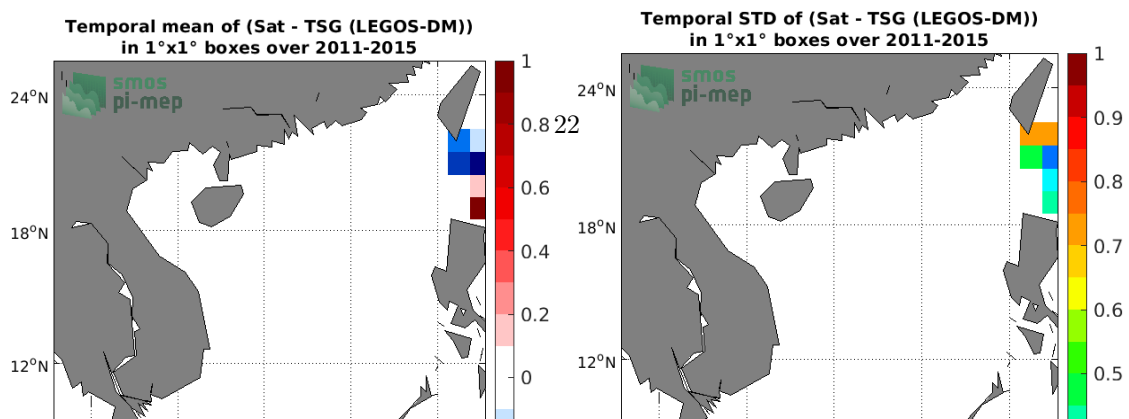 Temporal mean of (Sat - TSG (LEGOS-DM))
in 1°x1° boxes over 2011-2015
smos
pi-mep
24°N
18°N
12°N
1
0.8
0.6
0.4
0.2
0
22
Temporal STD of (Sat - TSG (LEGOS-DM))
in 1°x1° boxes over 2011-2015
smos
pi-mep
24°N
18°N
12°N
1
0.9
0.8
0.7
0.6
0.5